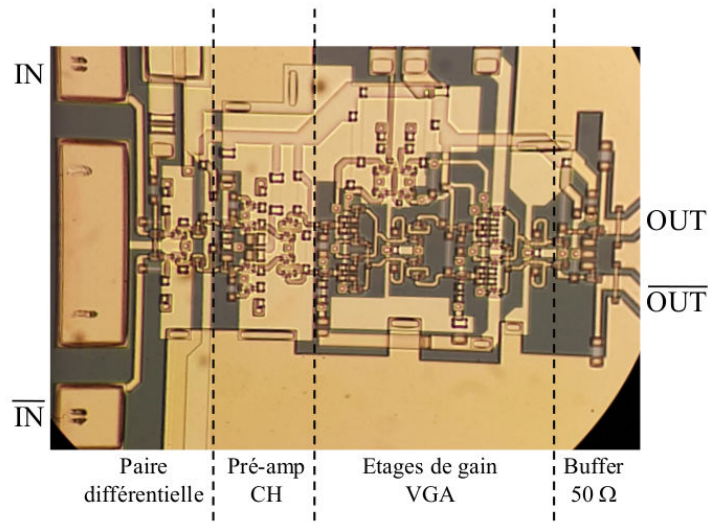 IN
OUT
OUT
IN
Paire différentielle
Pré-amp CH
Etages de gain VGA
Buffer 50 Ω